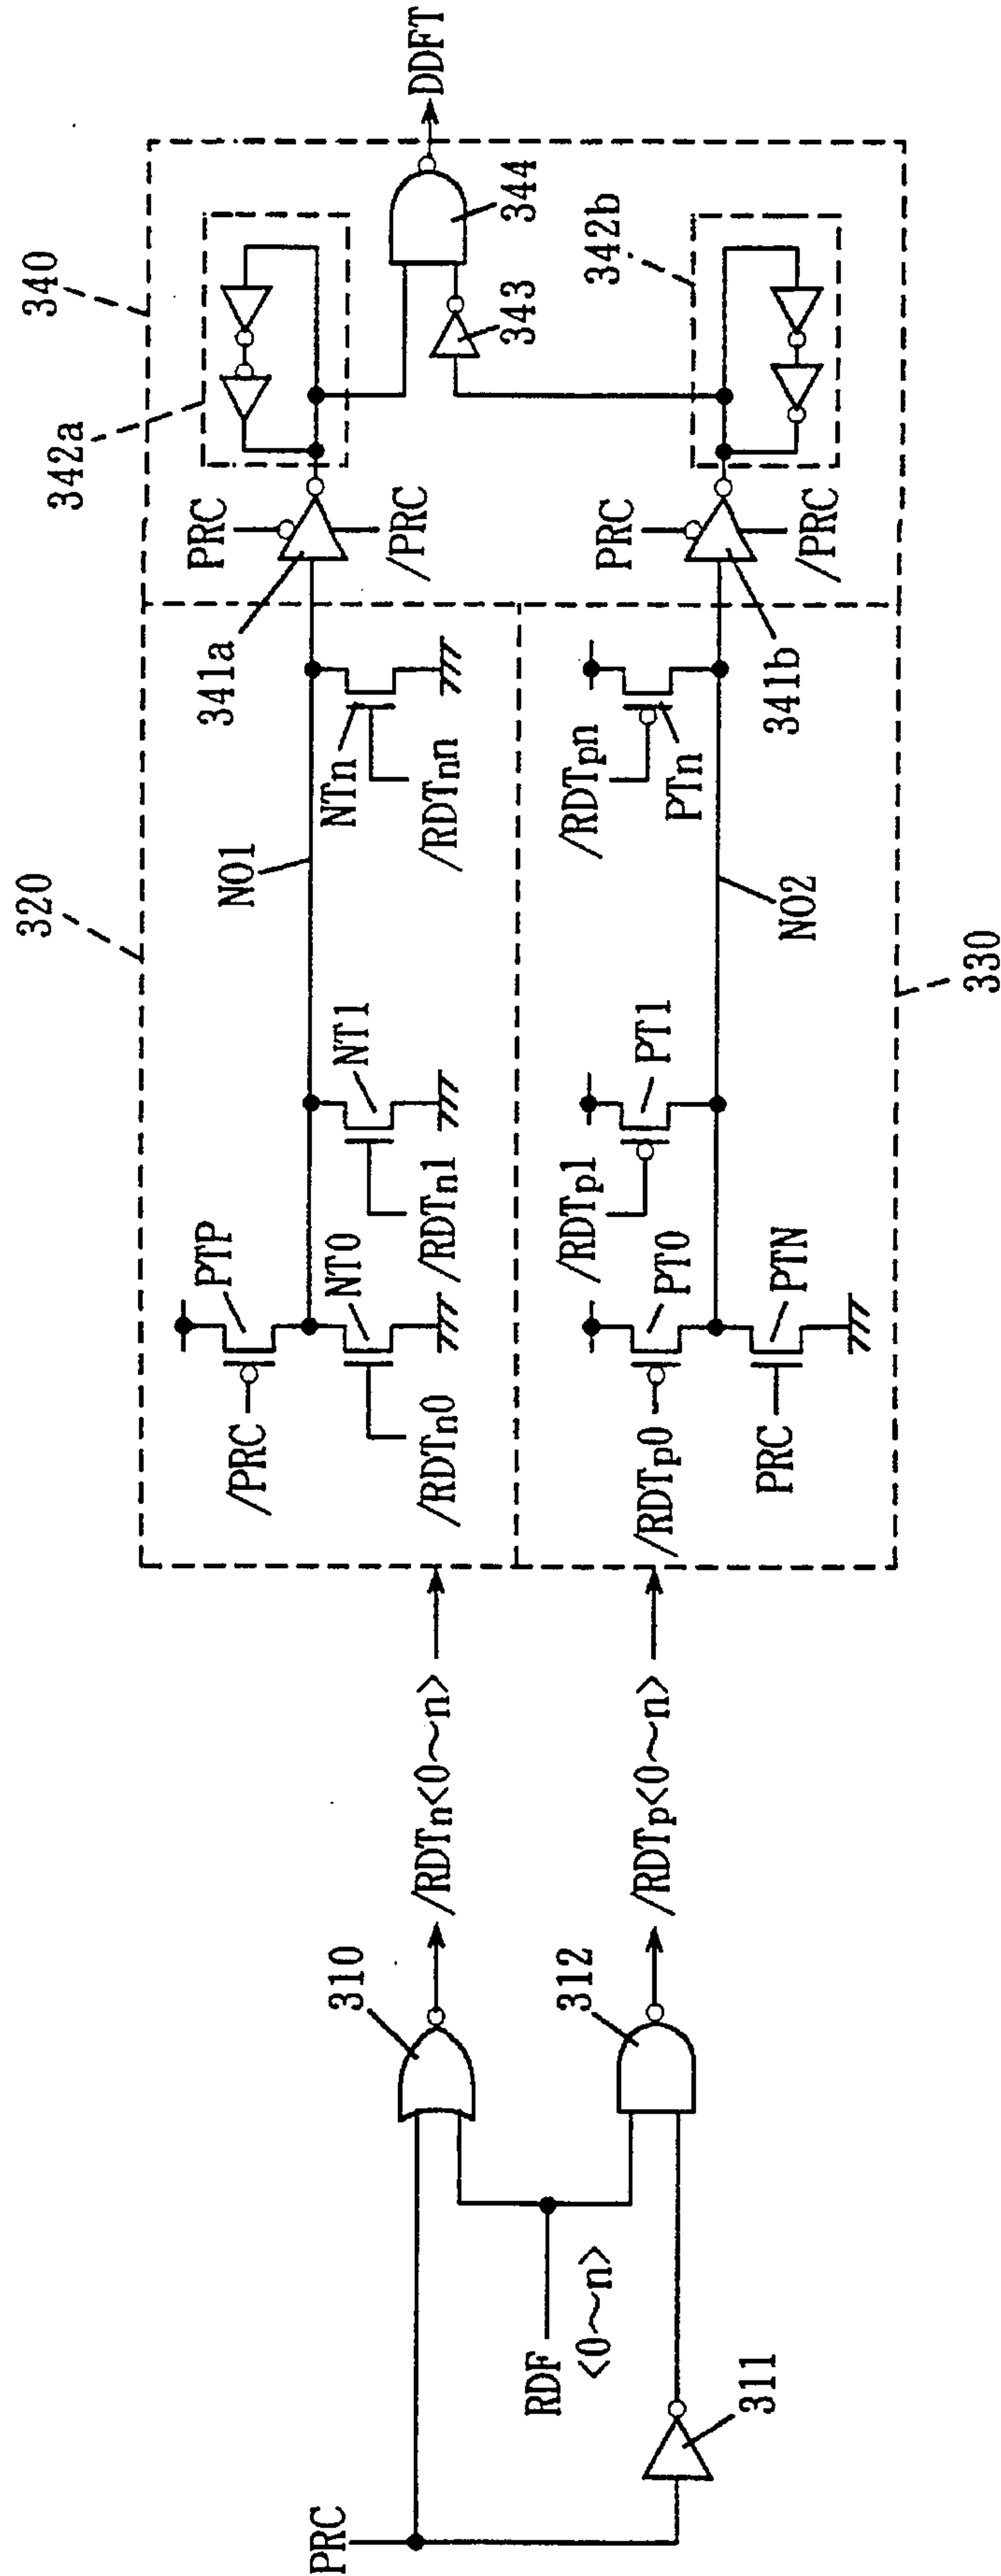 PRC
311
RDF
<0~n>
310
312
/RDTn<0~n>
/RDTp<0~n>
320
/PRC
PTP
/RDTn0
NT0
/RDTn1
NT1
NO1
/RDTnn
NTn
341a
/RDTp0
PT0
PRC
PTN
/RDTp1
PT1
NO2
/RDTpn
PTn
341b
330
340
342a
PRC
/PRC
PRC
/PRC
343
344
342b
DDFT